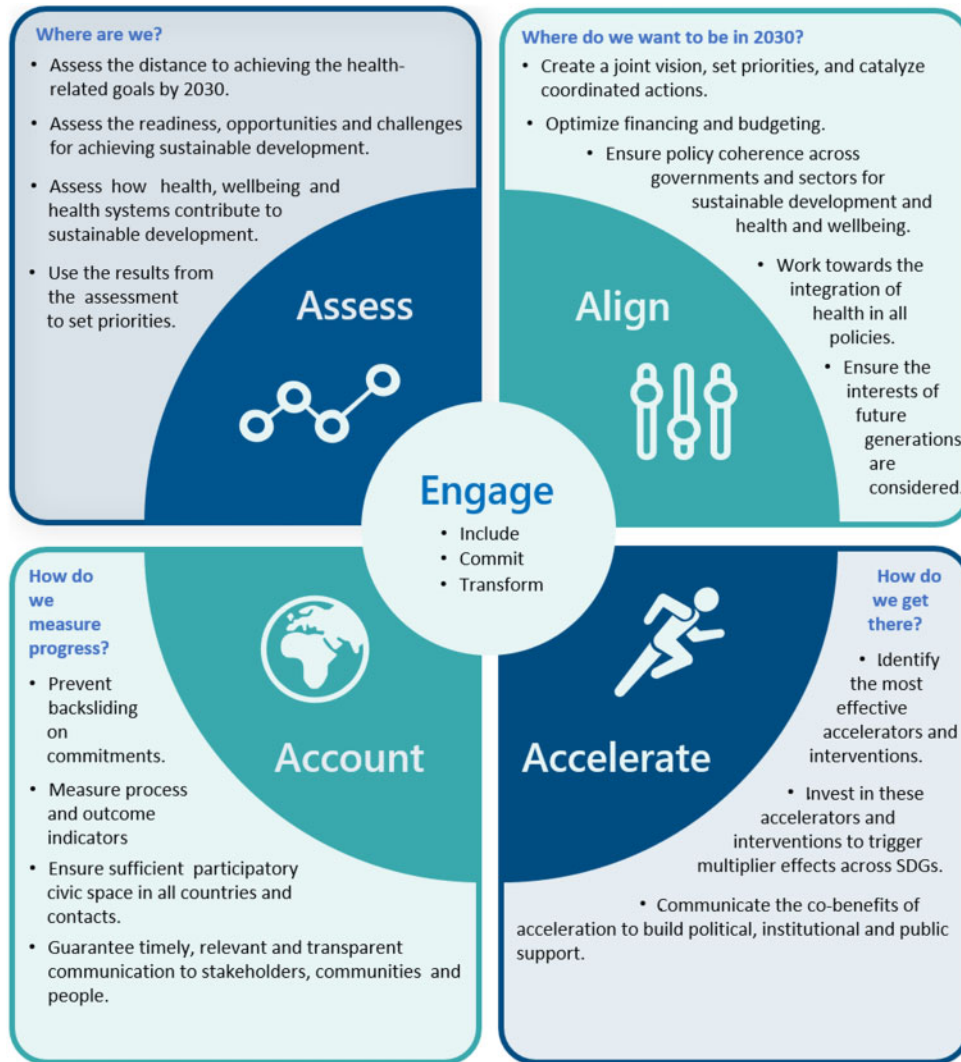 Where are we?
• Assess the distance to achieving the health-
related goals by 2030.
• Assess the readiness, opportunities and challenges
for achieving sustainable development.
• Assess how health, wellbeing and
health systems contribute to
sustainable development.
• Use the results from
the assessment
to set priorities.
Assess
Where do we want to be in 2030?
• Create a joint vision, set priorities, and catalyze
coordinated actions.
• Optimize financing and budgeting.
• Ensure policy coherence across
governments and sectors for
sustainable development and
health and wellbeing.
• Work towards the
integration of
health in all
policies.
• Ensure the
interests of
future
generations
are
considered.
Align
Engage
• Include
• Commit
• Transform
How do
we
measure
progress?
• Prevent
backsliding
on
commitments.
• Measure process
and outcome
indicators
• Ensure sufficient participatory
civic space in all countries and
contacts.
• Guarantee timely, relevant and transparent
communication to stakeholders, communities and
people.
Account
How do
we get
there?
• Identify
the most
effective
accelerators and
interventions.
• Invest in these
accelerators and
interventions to trigger
multiplier effects across SDGs.
• Communicate the co-benefits of
acceleration to build political, institutional and public
support.
Accelerate